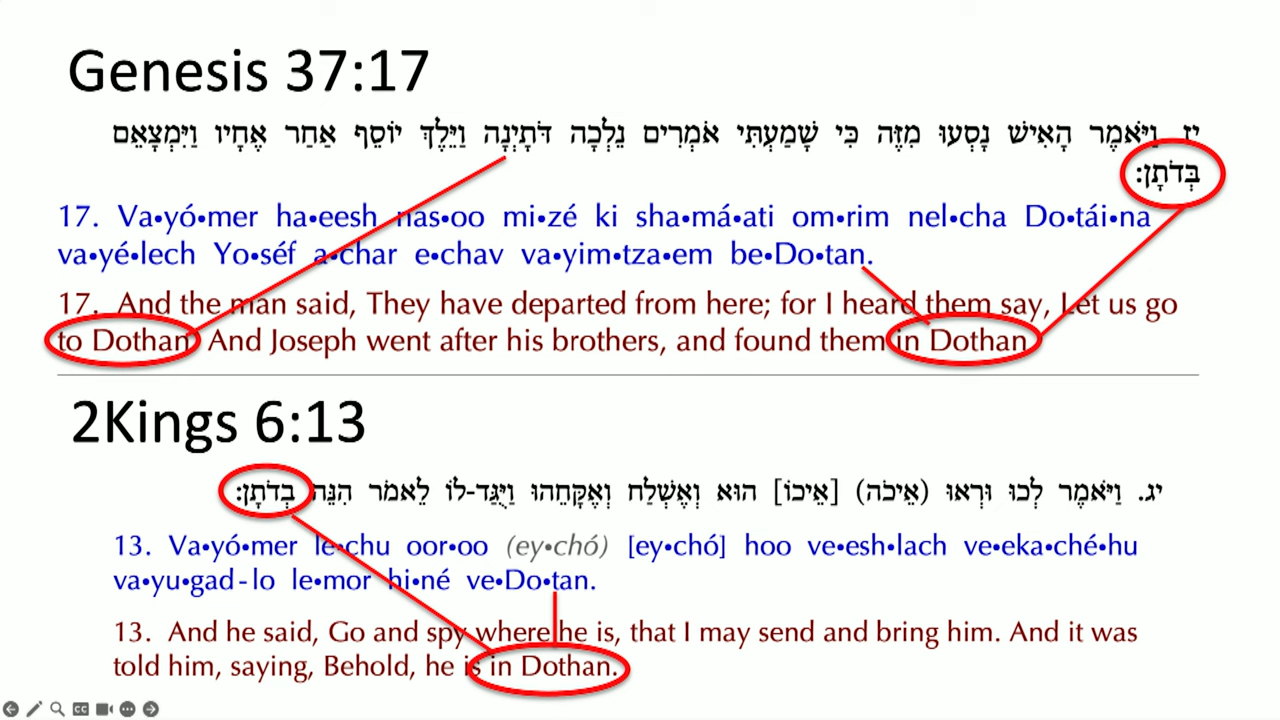 Genesis 37:17
יז. וַיֹּאמֶר הָאִישׁ נָסְעוּ מִזֶּה כִּי שָׁמַעְתִּי אֹמְרִים נֵלְכָה דֹּתָיְנָה וַיֵּלֶךְ יוֹסֵף אַחַר אֶחָיו וַיִּמְצָאֵם
בְּדֹתָן:
17. Va•yó•mer ha•eesh nas•oo mi•zé ki sha•má•ati om•rim nel•cha Do•tái•na
va•yé•lech Yo•séf a•char e•chav va•yim•tza•em be•Do•tan.
17. And the man said, They have departed from here; for I heard them say, Let us go
to Dothan. And Joseph went after his brothers, and found them in Dothan.
2Kings 6:13
יג. וַיֹּאמֶר לְכוּ וּרְאוּ (אֵיכֹה) [אֵיכוֹ] הוּא וְאֶשְׁלַח וְאֶקָּחֵהוּ וַיֻּגַּד-לוֹ לֵאמֹר הִנֵּה בְדֹתָן:
13. Va•yó•mer le•chu oor•oo (ey•chó) [ey•chó] hoo ve•esh•lach ve•eka•ché•hu
va•yu•gad-lo le•mor hi•né ve•Do•tan.
13. And he said, Go and spy where he is, that I may send and bring him. And it was
told him, saying, Behold, he is in Dothan.
CC